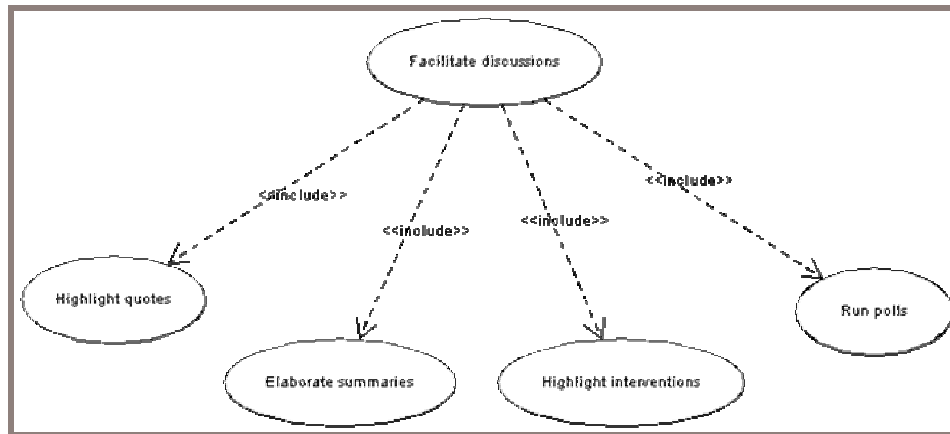 Facilitate discussions
<<include>>
<<include>>
<<include>>
<<include>>
Highlight quotes
Run polls
Elaborate summaries
Highlight interventions